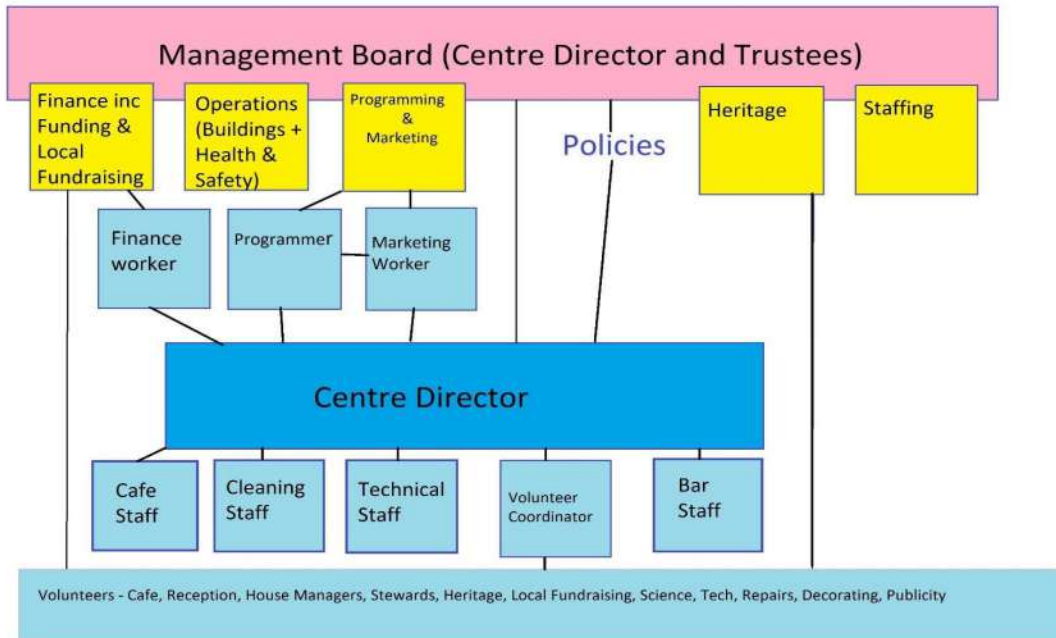 Management Board (Centre Director and Trustees)
Finance inc
Funding &
Local
Fundraising
Operations
(Buildings +
Health &
Safety)
Programming
&
Marketing
Policies
Heritage
Staffing
Finance
worker
Programmer
Marketing
Worker
Centre Director
Cafe
Staff
Cleaning
Staff
Technical
Staff
Volunteer
Coordinator
Bar
Staff
Volunteers - Cafe, Reception, House Managers, Stewards, Heritage, Local Fundraising, Science, Tech, Repairs, Decorating, Publicity